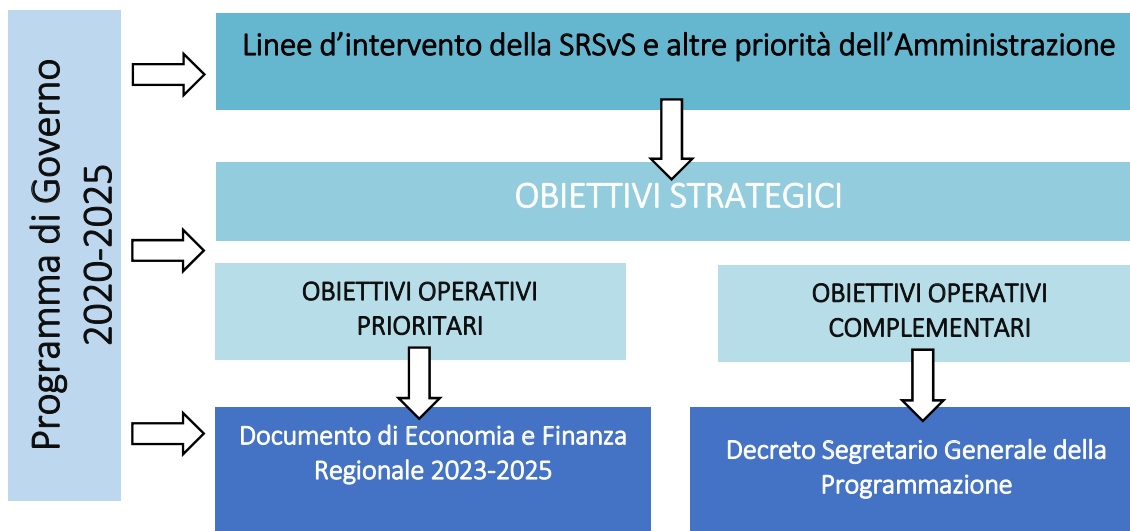 Programma di Governo
2020-2025
Linee d'intervento della SRSvS e altre priorità dell'Amministrazione
OBIETTIVI STRATEGICI
OBIETTIVI OPERATIVI
PRIORITARI
OBIETTIVI OPERATIVI
COMPLEMENTARI
Documento di Economia e Finanza
Regionale 2023-2025
Decreto Segretario Generale della
Programmazione